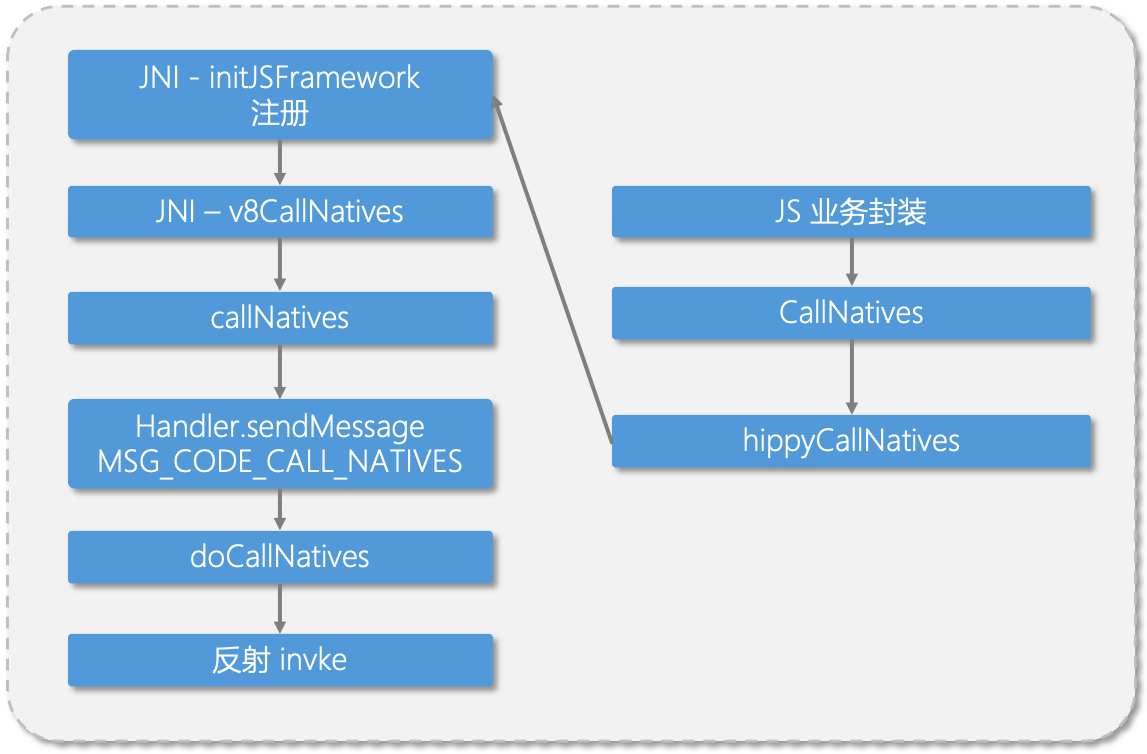 JNI - initJSFramework
注册
JNI – v8CallNatives
callNatives
Handler.sendMessage
MSG_CODE_CALL_NATIVES
doCallNatives
反射 invke
JS 业务封装
CallNatives
hippyCallNatives